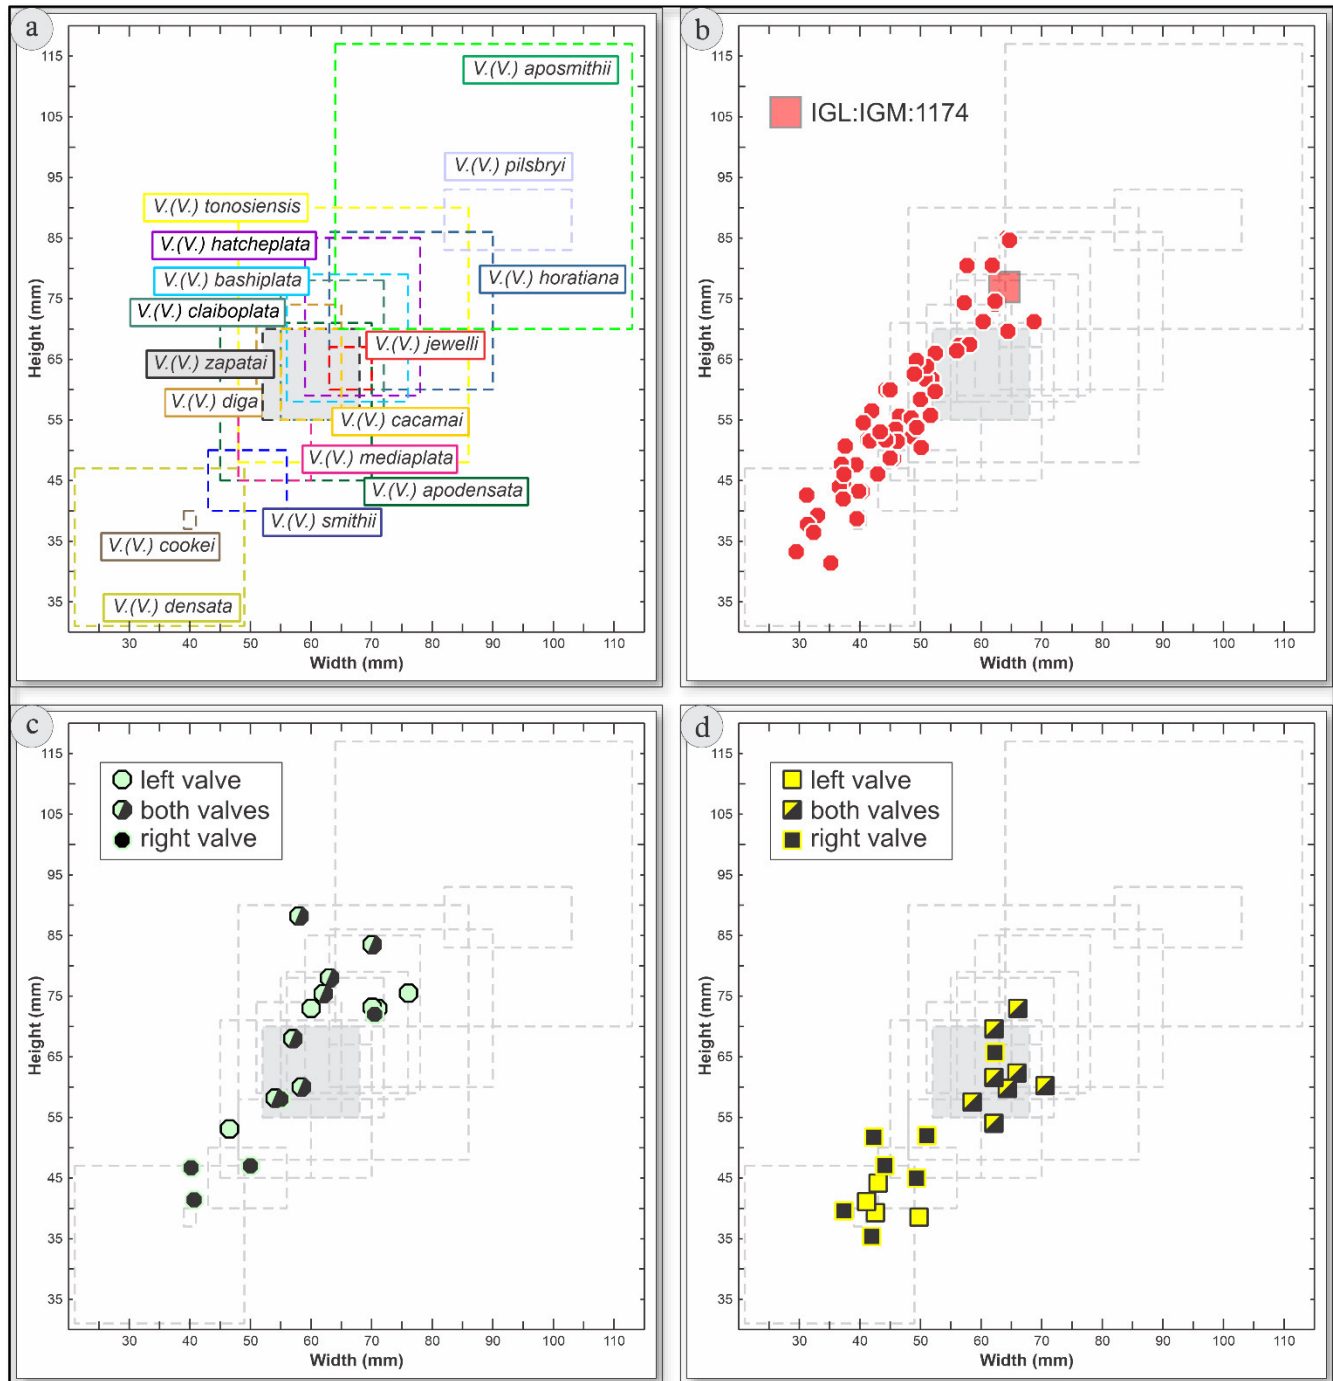 a
115
105
95
85
75
65
55
45
35
Height (mm)
V.(V.) aposmithii
V.(V.) pilsbryi
V.(V.) tonosiensis
V.(V.) hatcheplata
V.(V.) bashiplata
V.(V.) horatiana
V.(V.) claiboplata
V.(V.) jewelli
V.(V.) zapatai
V.(V.) diga
V.(V.) cacamai
V.(V.) mediaplata
V.(V.) apodensata
V.(V.) smithii
V.(V.) cookei
V.(V.) densata
30 40 50 60 70 80 90 100 110
Width (mm)
b
115
105
95
85
75
65
55
45
35
Height (mm)
IGL:IGM:1174
30 40 50 60 70 80 90 100 110
Width (mm)
c
115
105
95
85
75
65
55
45
35
Height (mm)
left valve
both valves
right valve
30 40 50 60 70 80 90 100 110
Width (mm)
d
115
105
95
85
75
65
55
45
35
Height (mm)
left valve
both valves
right valve
30 40 50 60 70 80 90 100 110
Width (mm)